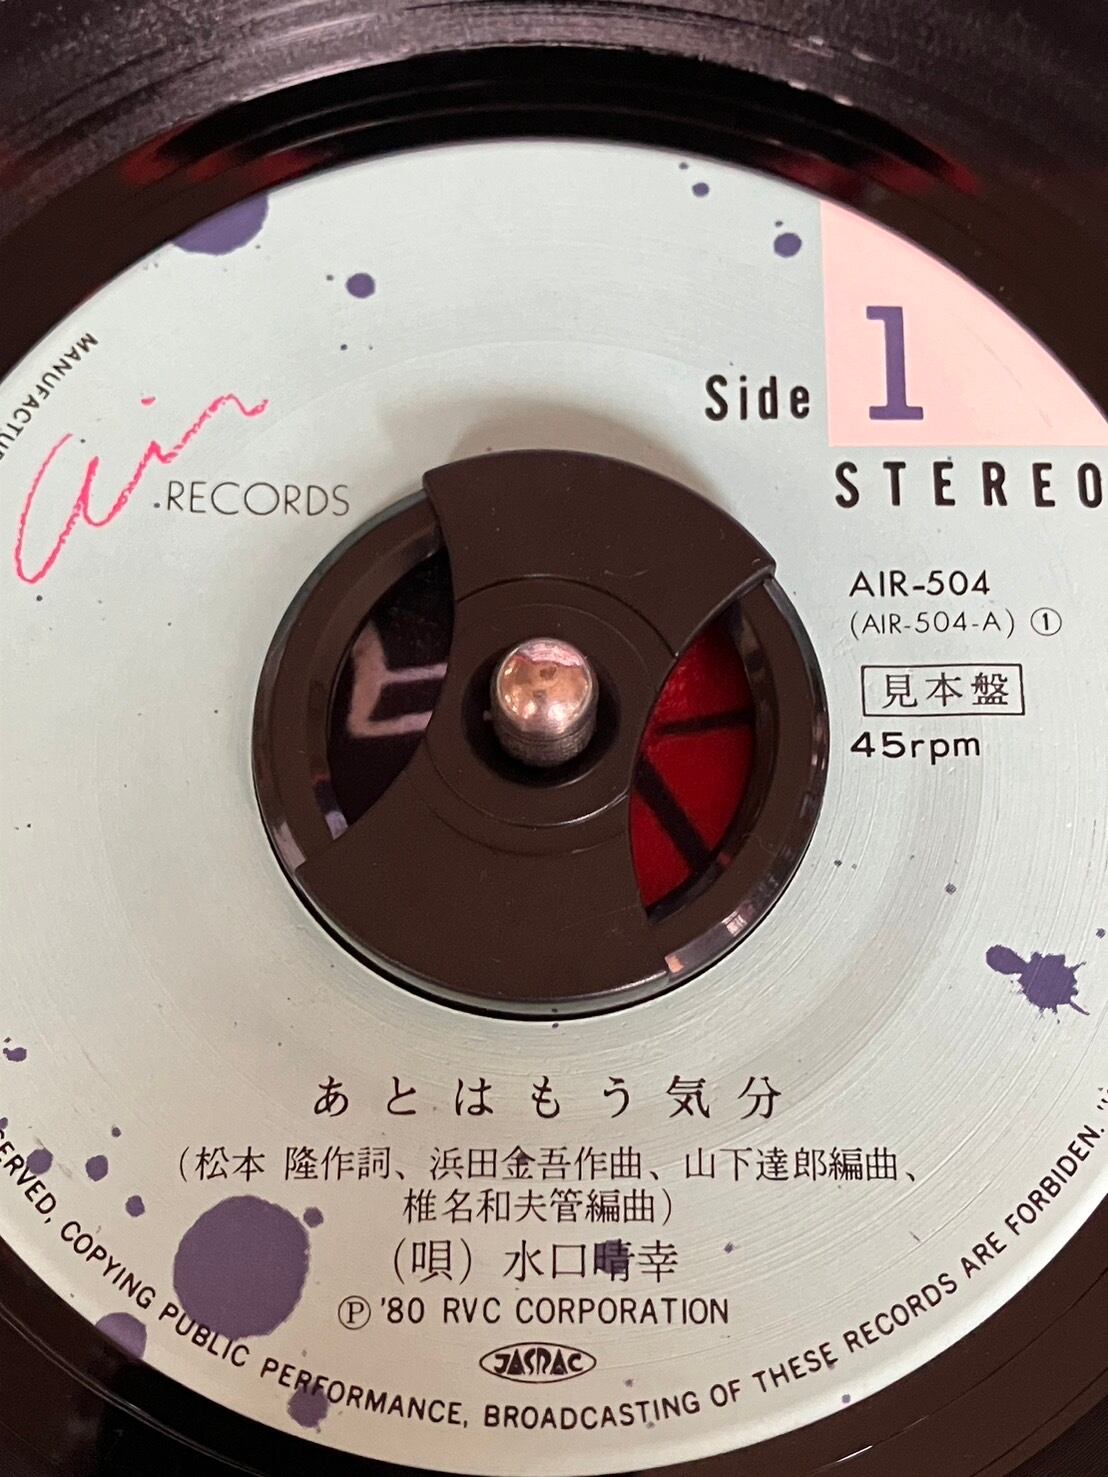 Side 1
STEREO
Air RECORDS
AIR-504
(AIR-504-A) ①
見本盤
45rpm
あとはもう気分
(松本 隆作詞、浜田金吾作曲、山下達郎編曲、
椎名和夫管編曲)
(唄) 水口晴幸
Ⓟ '80 RVC CORPORATION
JASRAC
COPYING PUBLIC PERFORMANCE, BROADCASTING OF THESE RECORDS ARE FORBIDDEN.